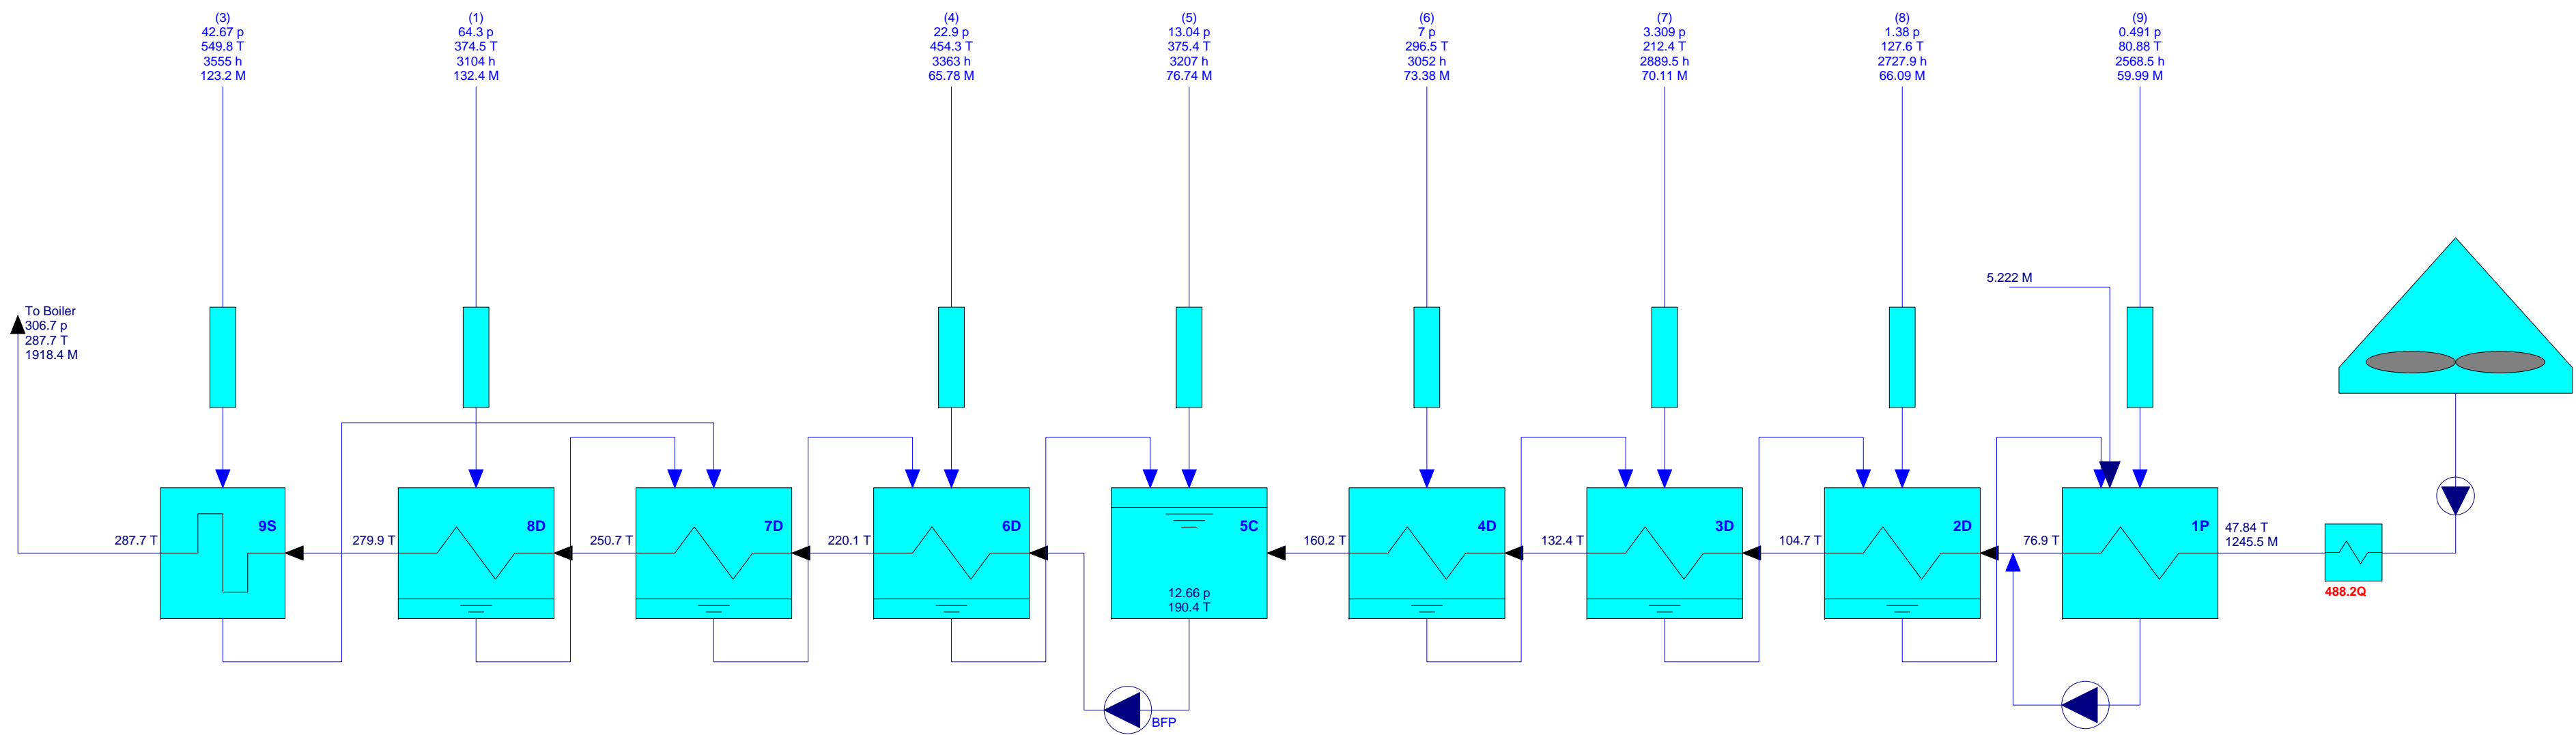 (3)
42.67 p
549.8 T
3555 h
123.2 M
(1)
64.3 p
374.5 T
3104 h
132.4 M
(4)
22.9 p
454.3 T
3363 h
65.78 M
(5)
13.04 p
375.4 T
3207 h
76.74 M
(6)
7 p
296.5 T
3052 h
73.38 M
(7)
3.309 p
212.4 T
2889.5 h
70.11 M
(8)
1.38 p
127.6 T
2727.9 h
66.09 M
(9)
0.491 p
80.88 T
2568.5 h
59.99 M
5.222 M
To Boiler
306.7 p
287.7 T
1918.4 M
287.7 T
9S
279.9 T
8D
250.7 T
7D
220.1 T
6D
5C
12.66 p
190.4 T
160.2 T
4D
132.4 T
3D
104.7 T
2D
76.9 T
1P
47.84 T
1245.5 M
488.2Q
BFP